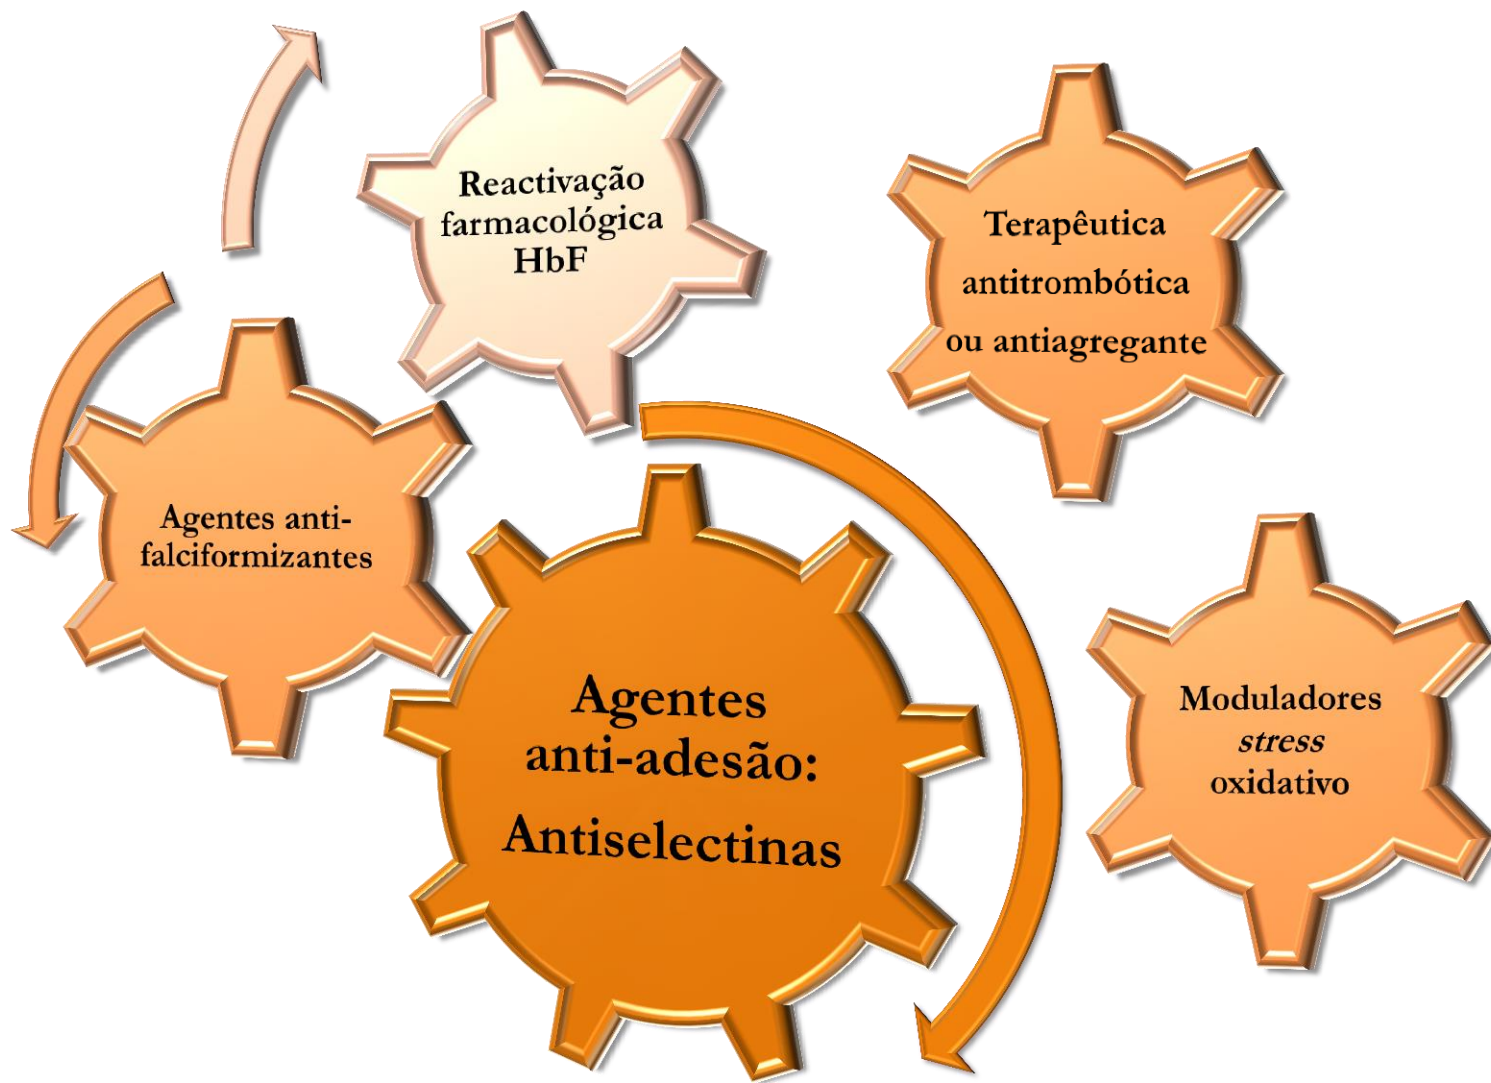 Reactivação
farmacológica
HbF
Terapêutica
antitrombótica
ou antiagregante
Agentes anti-
falciformizantes
Agentes
anti-adesão:
Antiselectinas
Moduladores
stress
oxidativo